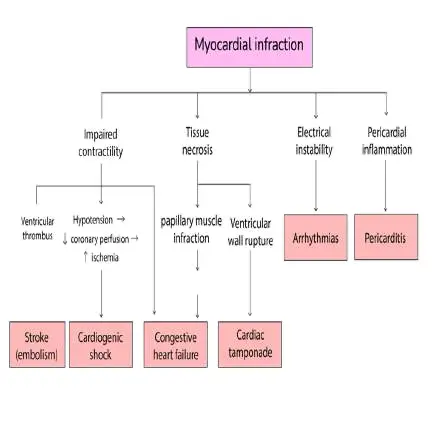 Myocardial infraction
Impaired
contractility
Tissue
necrosis
Electrical
instability
Pericardial
inflammation
Ventricular
thrombus
Hypotension →
↓ coronary perfusion →
↑ ischemia
papillary muscle
infraction
Ventricular
wall rupture
Arrhythmias
Pericarditis
Stroke
(embolism)
Cardiogenic
shock
Congestive
heart failure
Cardiac
tamponade